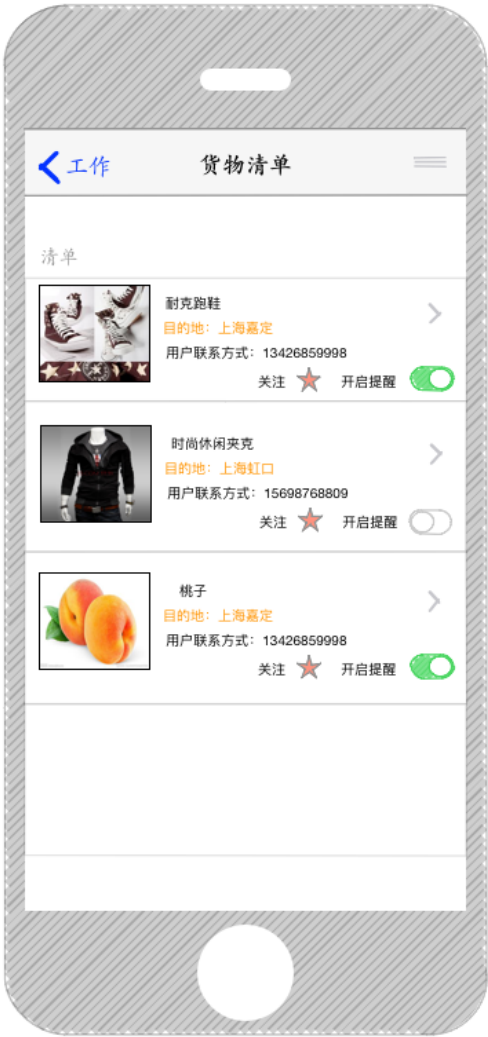 工作 货物清单
清单
耐克跑鞋
目的地：上海嘉定
用户联系方式：13426859998
关注 开启提醒
时尚休闲夹克
目的地：上海虹口
用户联系方式：15698768809
关注 开启提醒
桃子
目的地：上海嘉定
用户联系方式：13426859998
关注 开启提醒